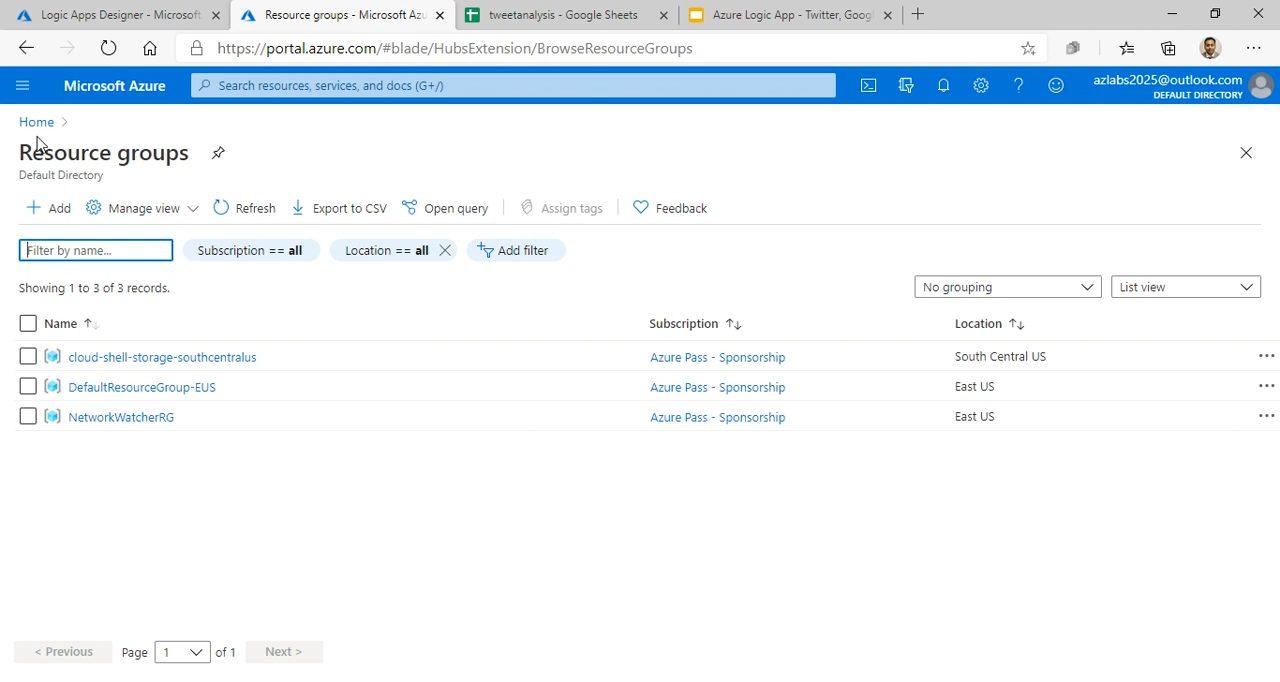 Logic Apps Designer - Microsoft
Resource groups - Microsoft Azu
tweetanalysis - Google Sheets
Azure Logic App - Twitter, Goog
https://portal.azure.com/#blade/HubsExtension/BrowseResourceGroups
Microsoft Azure
Search resources, services, and docs (G+/)
azlabs2025@outlook.com
DEFAULT DIRECTORY
Home
Resource groups
Default Directory
Add
Manage view
Refresh
Export to CSV
Open query
Assign tags
Feedback
Filter by name...
Subscription == all
Location == all
Add filter
Showing 1 to 3 of 3 records.
No grouping
List view
Name Subscription Location
cloud-shell-storage-southcentralus Azure Pass - Sponsorship South Central US
DefaultResourceGroup-EUS Azure Pass - Sponsorship East US
NetworkWatcherRG Azure Pass - Sponsorship East US
< Previous Page 1 of 1 Next >